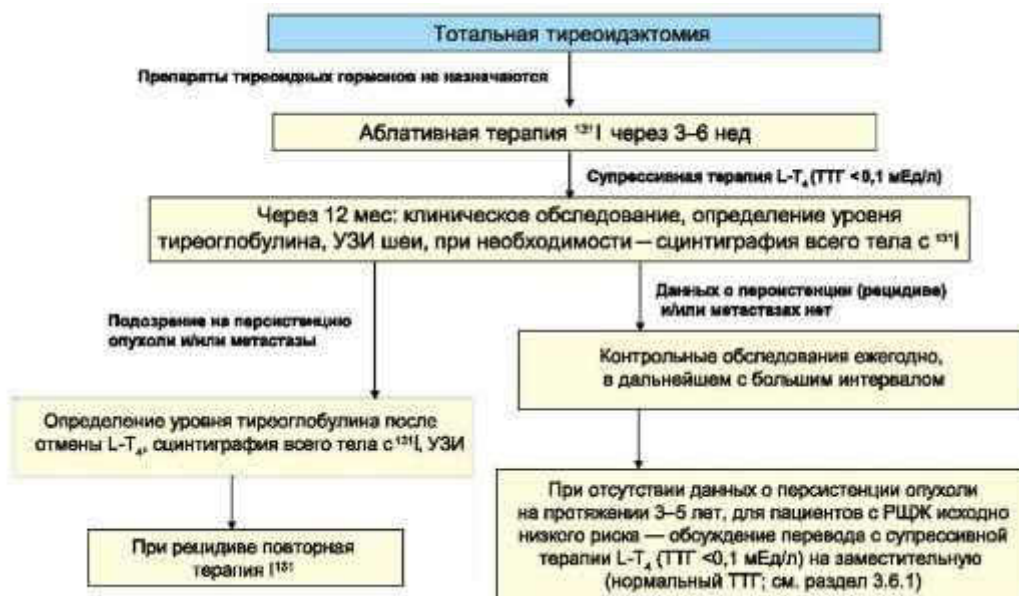 Тотальная тиреоидэктомия
Препараты тиреоидных гормонов не назначаются
Аблативная терапия ¹³¹I через 3–6 нед
Супрессивная терапия L-T₄ (ТТГ <0,1 мЕд/л)
Через 12 мес: клиническое обследование, определение уровня
тиреоглобулина, УЗИ шеи, при необходимости — сцинтиграфия всего тела с ¹³¹I
Подозрение на персистенцию
опухоли и/или метастазы
Определение уровня тиреоглобулина после
отмены L-T₄, сцинтиграфия всего тела с ¹³¹I, УЗИ
При рецидиве повторная
терапия I¹³¹
Данных о персистенции (рецидиве)
и/или метастазах нет
Контрольные обследования ежегодно,
в дальнейшем с большим интервалом
При отсутствии данных о персистенции опухоли
на протяжении 3–5 лет, для пациентов с РЩЖ исходно
низкого риска — обсуждение перевода с супрессивной
терапии L-T₄ (ТТГ <0,1 мЕд/л) на заместительную
(нормальный ТТГ; см. раздел 3.6.1)